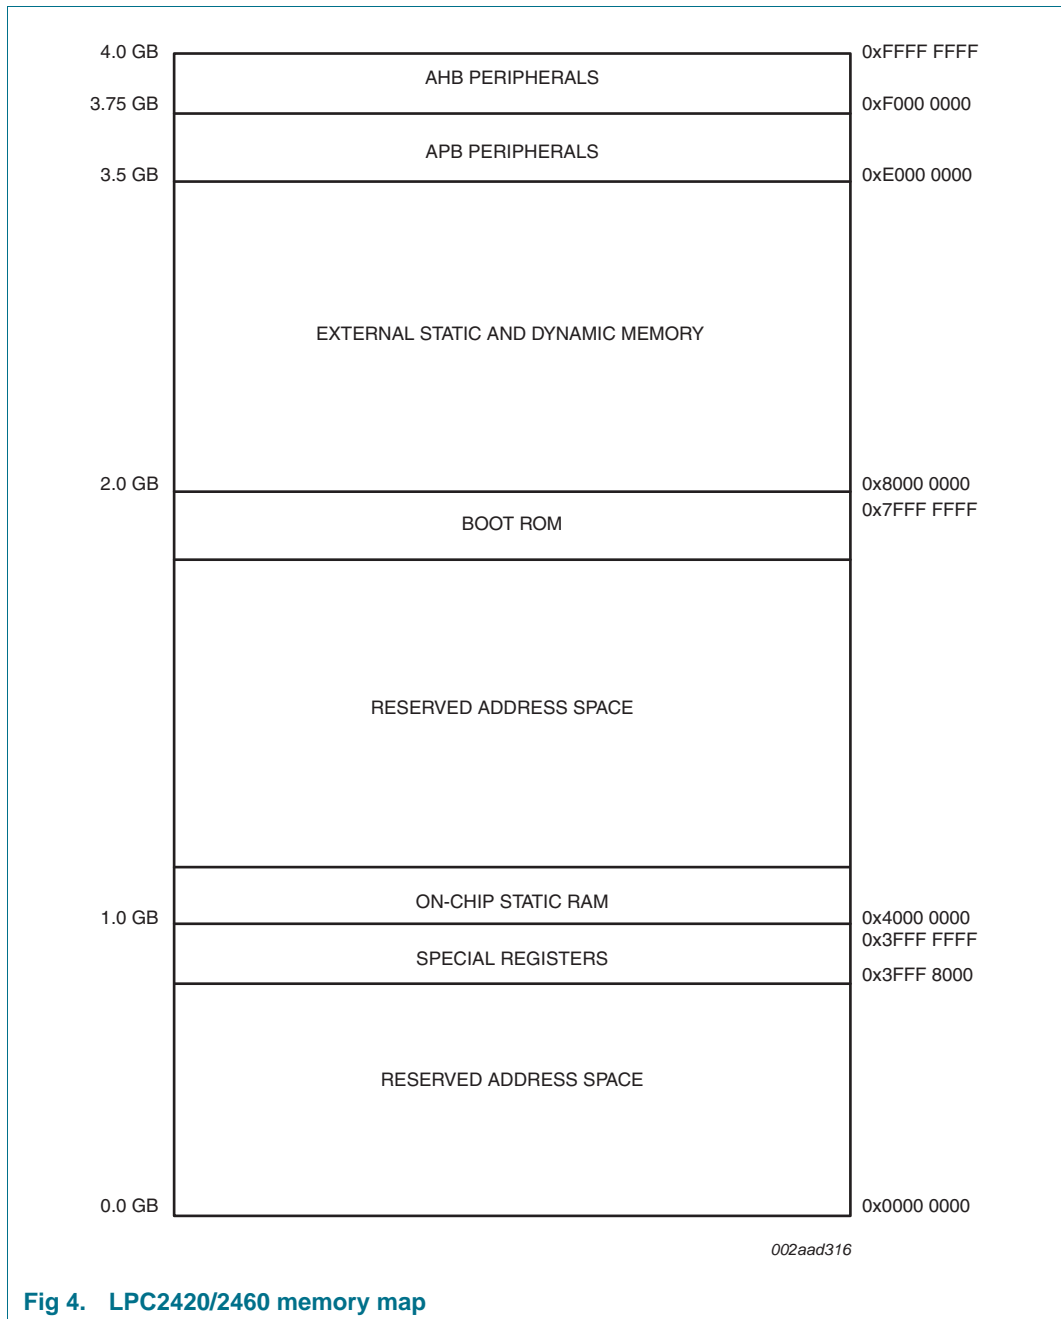 4.0 GB 0xFFFF FFFF
AHB PERIPHERALS
3.75 GB 0xF000 0000
APB PERIPHERALS
3.5 GB 0xE000 0000
EXTERNAL STATIC AND DYNAMIC MEMORY
2.0 GB 0x8000 0000
0x7FFF FFFF
BOOT ROM
RESERVED ADDRESS SPACE
ON-CHIP STATIC RAM
1.0 GB 0x4000 0000
0x3FFF FFFF
SPECIAL REGISTERS
0x3FFF 8000
RESERVED ADDRESS SPACE
0.0 GB 0x0000 0000
002aad316
Fig 4. LPC2420/2460 memory map